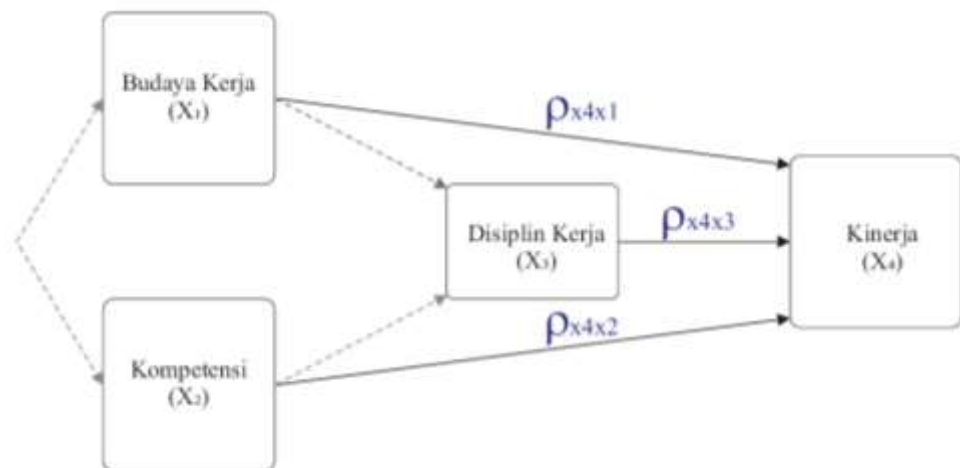 Budaya Kerja
(X₁)
ρx4x1
Disiplin Kerja
(X₃)
ρx4x3
Kinerja
(X₄)
ρx4x2
Kompetensi
(X₂)